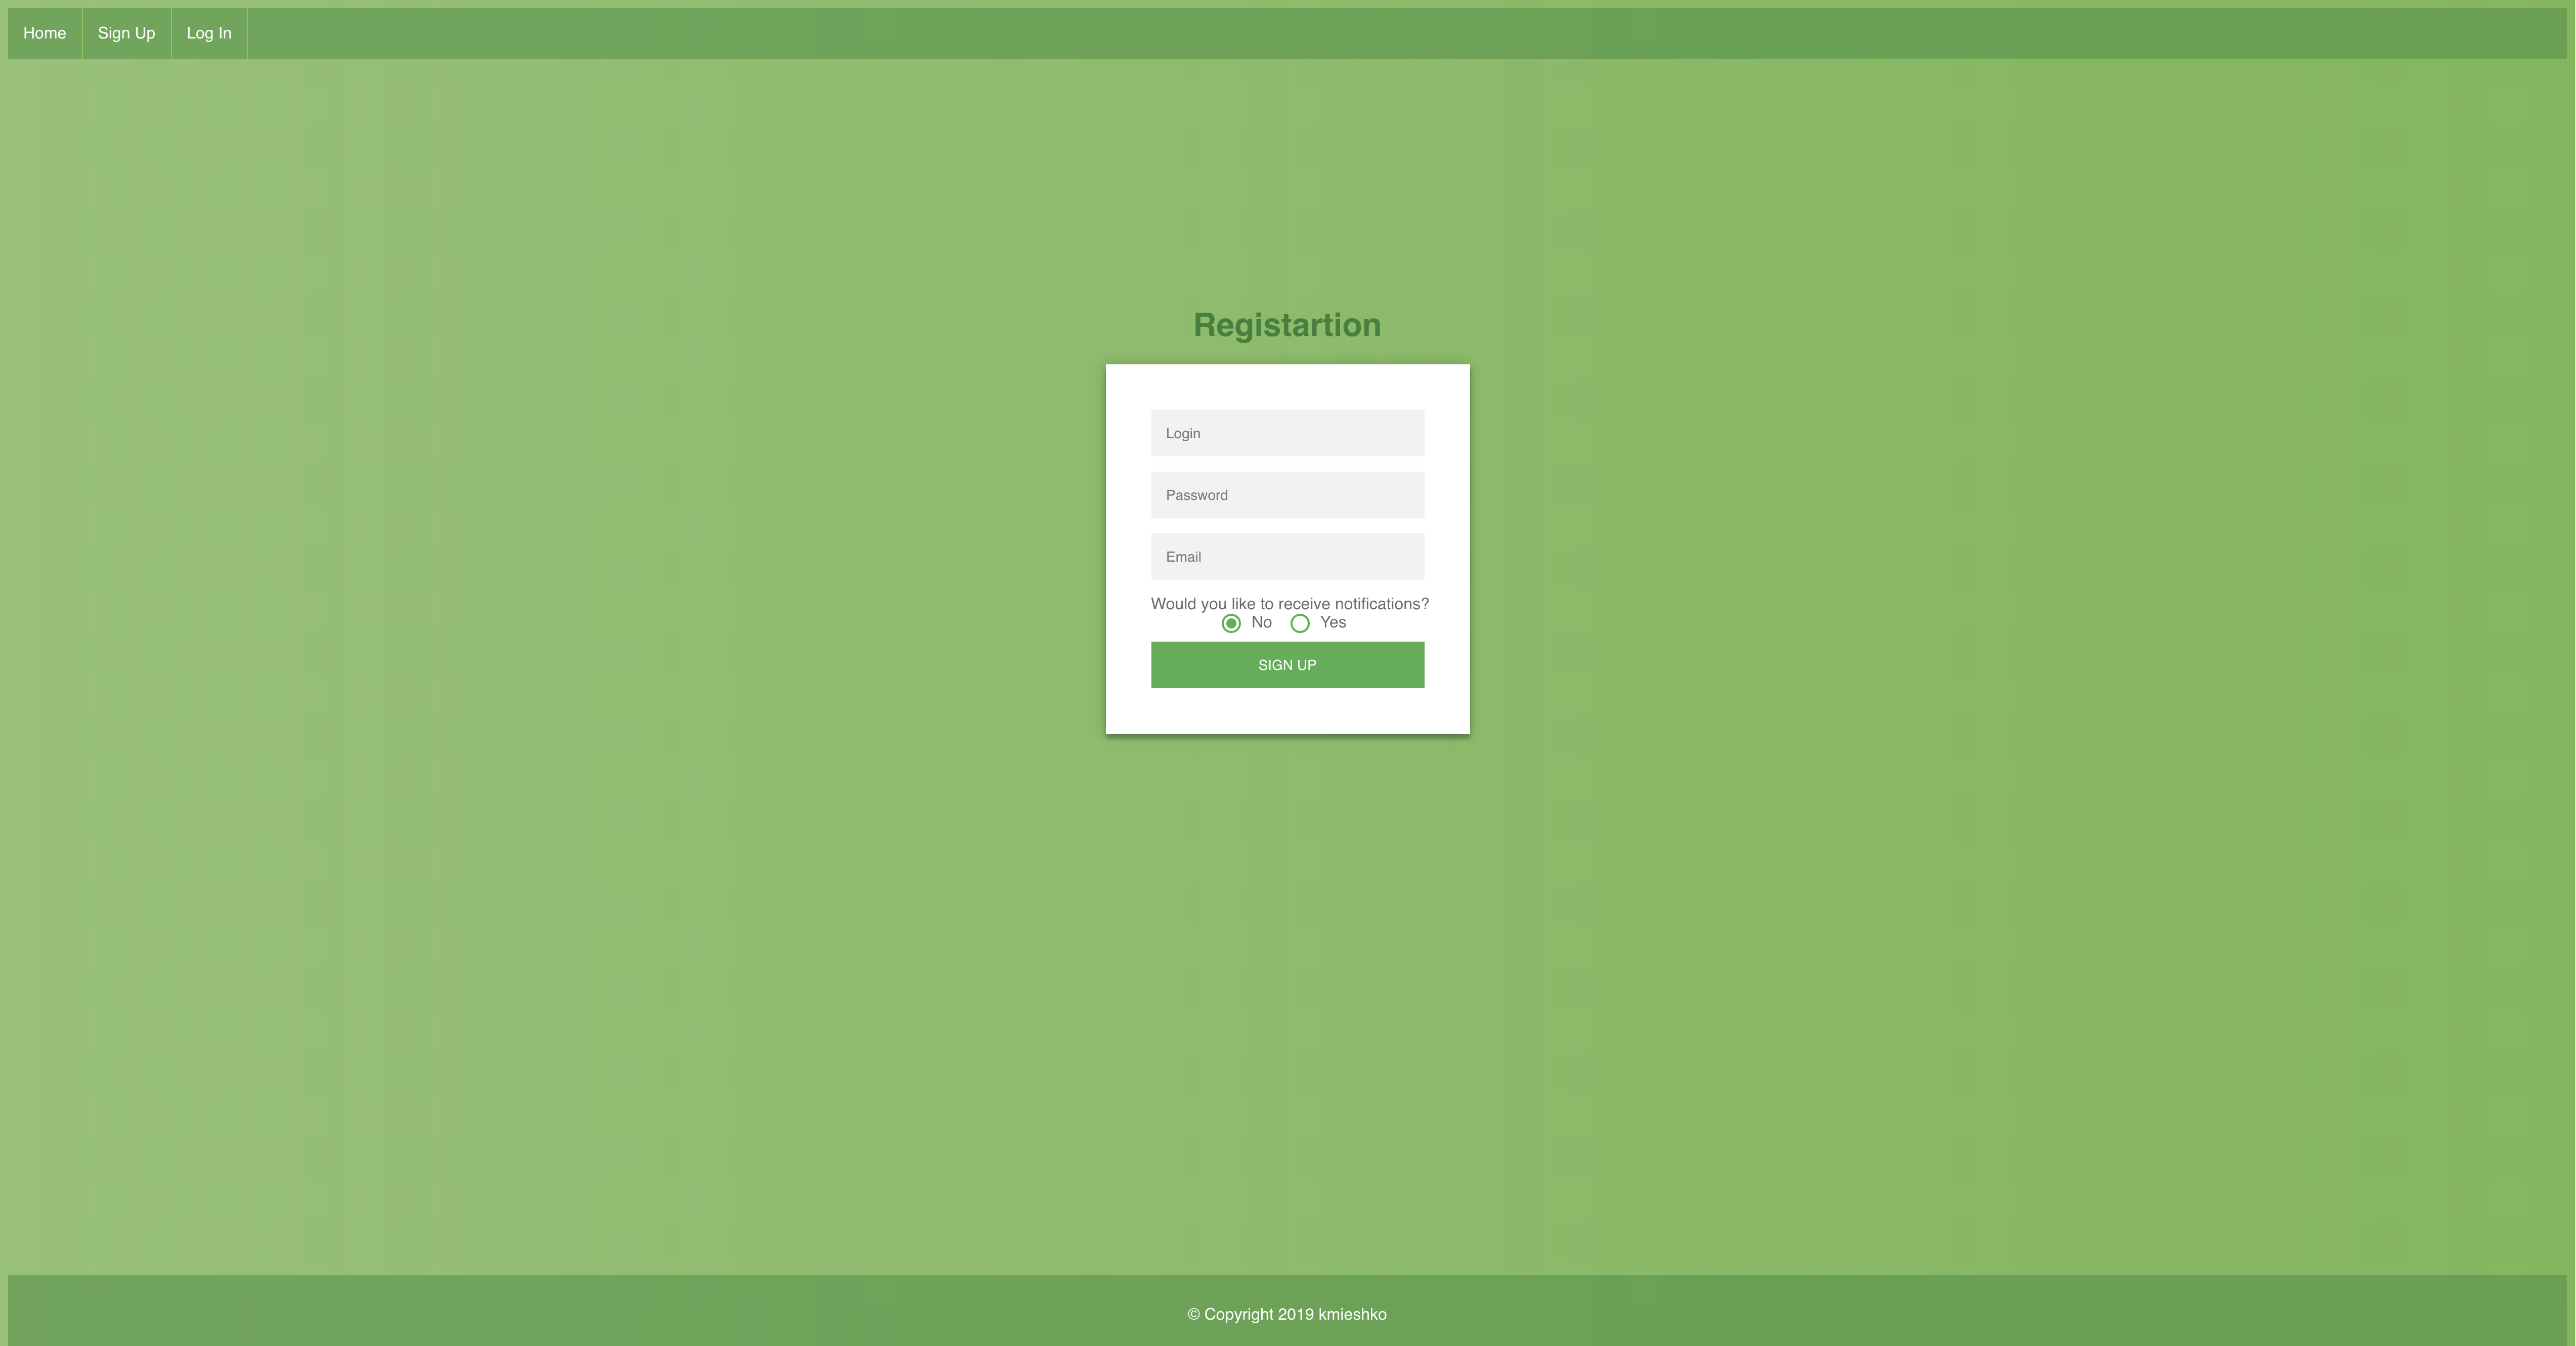 Home Sign Up Log In
Registartion
Login
Password
Email
Would you like to receive notifications?
No Yes
SIGN UP
© Copyright 2019 kmieshko